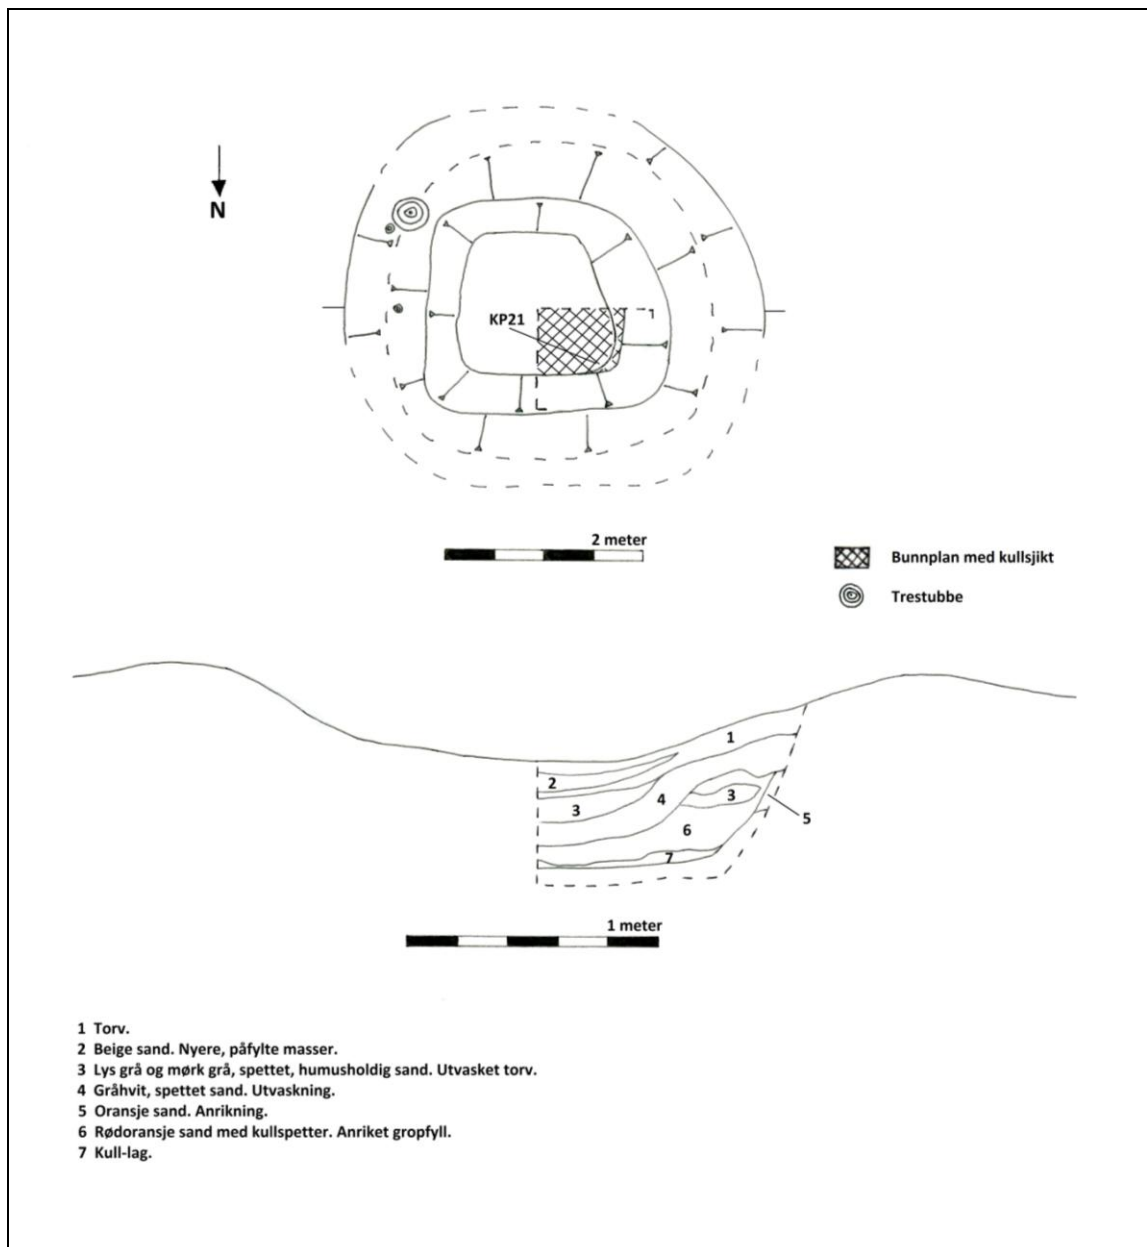 N
KP21
2 meter
Bunnplan med kullsjikt
Trestubbe
1
2
3
4
3
5
6
7
1 meter
1 Torv.
2 Beige sand. Nyere, påfylte masser.
3 Lys grå og mørk grå, spettet, humusholdig sand. Utvasket torv.
4 Gråhvit, spettet sand. Utvaskning.
5 Oransje sand. Anrikning.
6 Rødoransje sand med kullspetter. Anriket gropfyll.
7 Kull-lag.